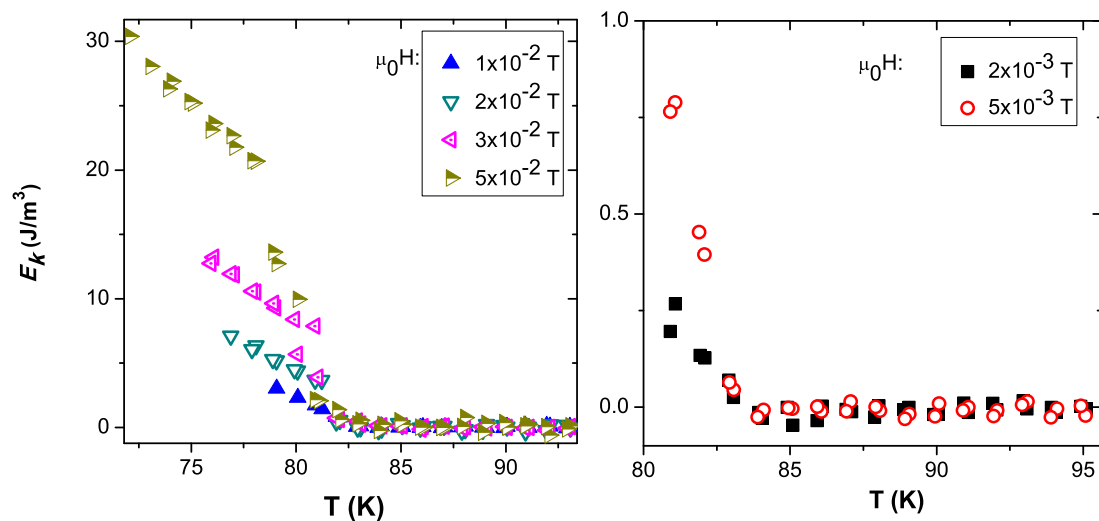 30
20
10
0
E_k (J/m³)
75 80 85 90
T (K)
μ₀H:
1x10⁻² T
2x10⁻² T
3x10⁻² T
5x10⁻² T
1.0
0.5
0.0
80 85 90 95
T (K)
μ₀H:
2x10⁻³ T
5x10⁻³ T